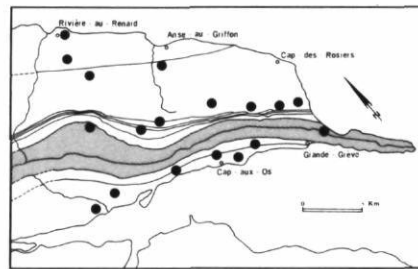 Rivière - au - Renard
Anse au Griffon
Cap des Rosiers
Grande-Grève
Cap-aux-Os
Km